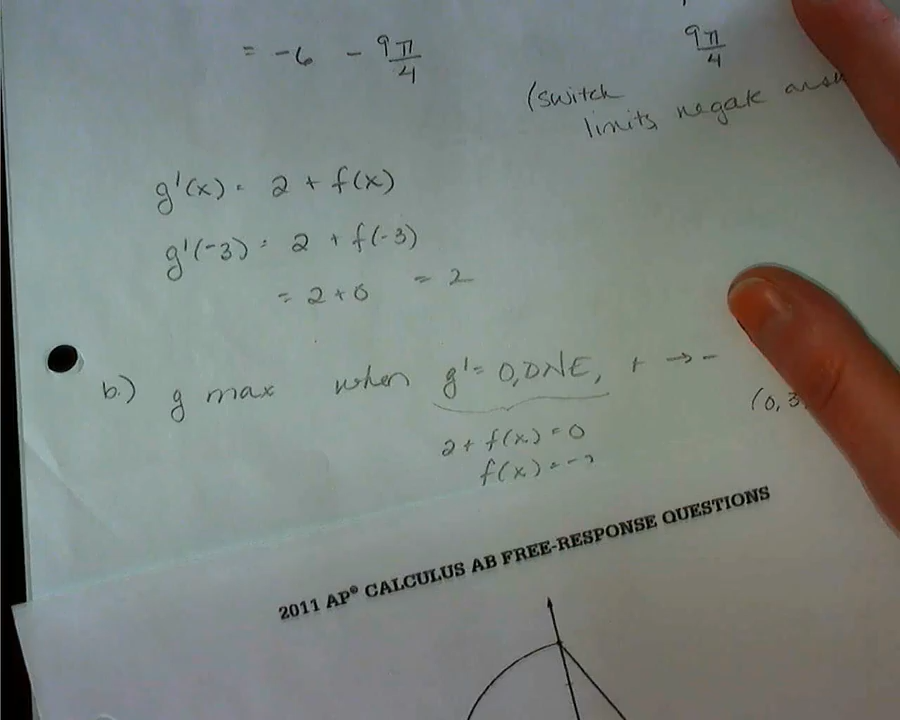 = -6 - 9π/4
9π/4
(switch
limits, negate
g'(x) = 2 + f(x)
g'(-3) = 2 + f(-3)
= 2+0 = 2
b.) g max when g' = 0, DNE, + → -
(0, 3
2 + f(x) = 0
f(x) = -2
2011 AP® CALCULUS AB FREE-RESPONSE QUESTIONS